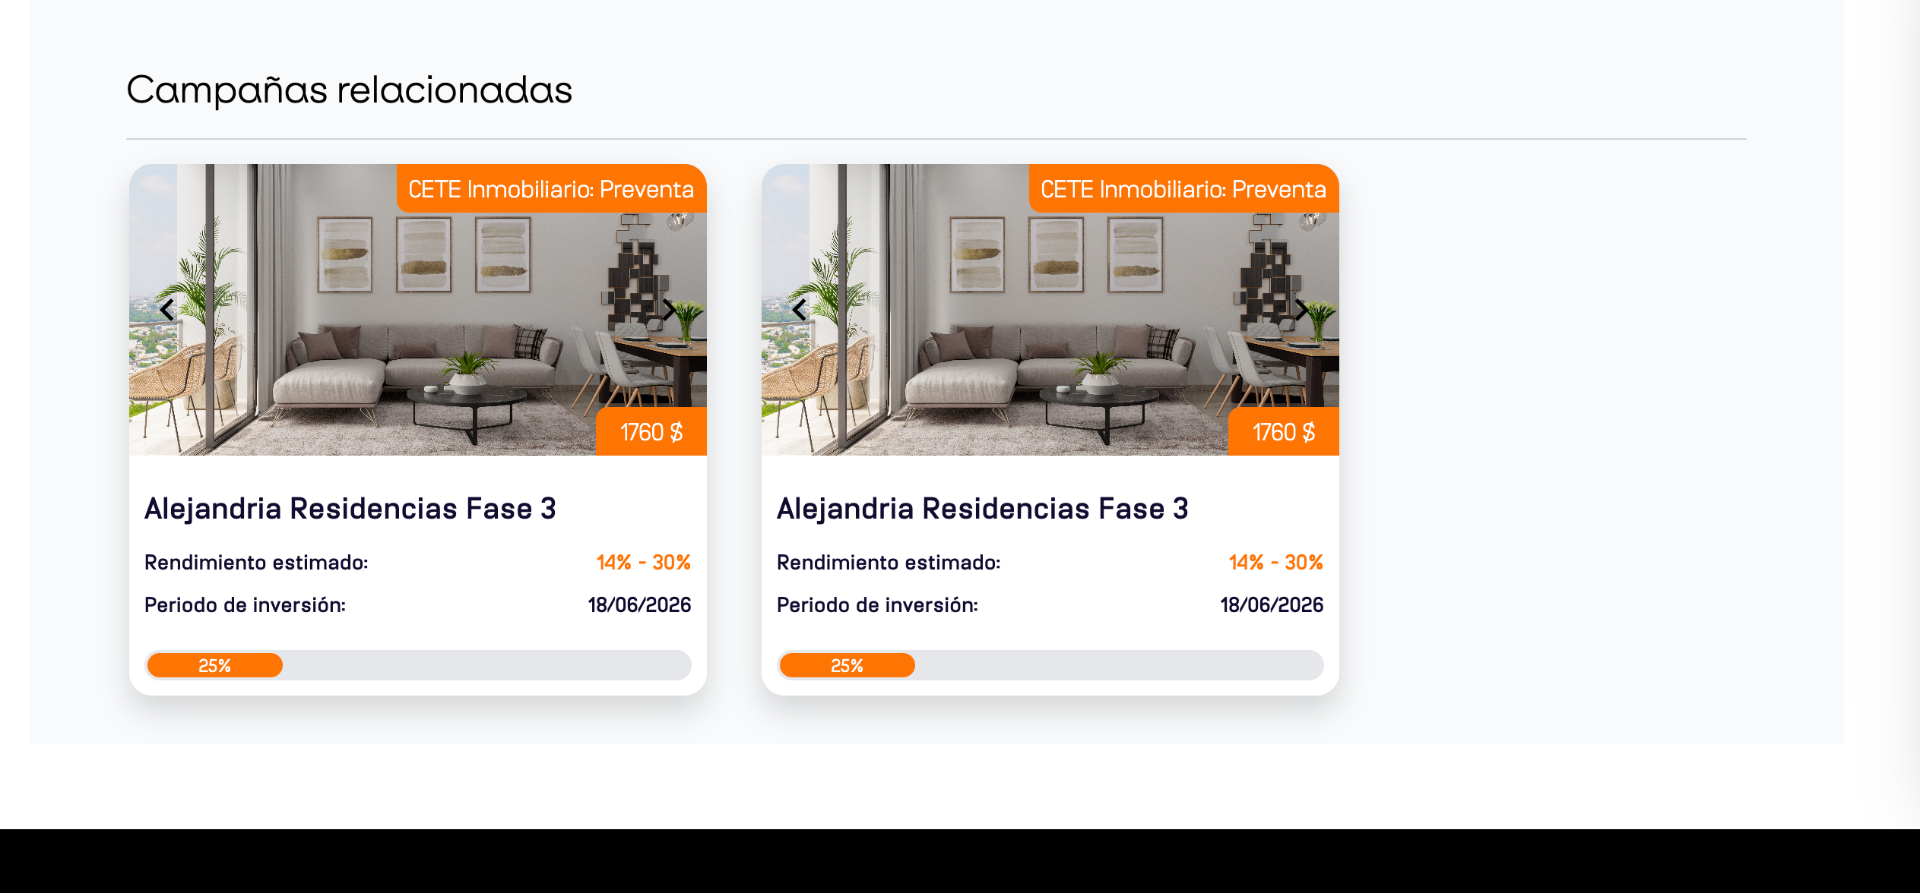 Campañas relacionadas
CETE Inmobiliario: Preventa
1760 $
Alejandria Residencias Fase 3
Rendimiento estimado: 14% - 30%
Periodo de inversión: 18/06/2026
25%
CETE Inmobiliario: Preventa
1760 $
Alejandria Residencias Fase 3
Rendimiento estimado: 14% - 30%
Periodo de inversión: 18/06/2026
25%